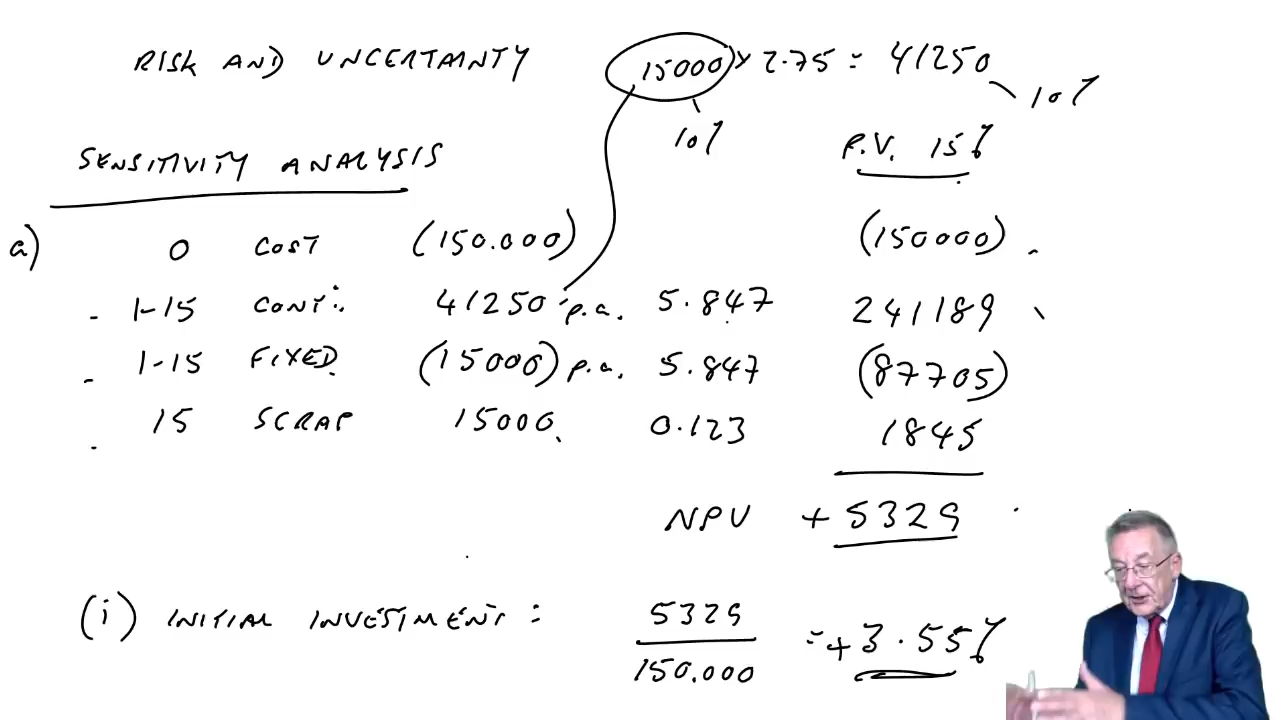 RISK AND UNCERTAINTY 15000 x 2.75 = 41250
10% 10%
SENSITIVITY ANALYSIS P.V. 15%
a) 0 COST (150.000) (150000)
1-15 CONT: 41250 p.a. 5.847 241189
1-15 FIXED (15000) p.a. 5.847 (87705)
15 SCRAP 15000 0.123 1845
NPV + 5329
(i) INITIAL INVESTMENT: 5329 / 150.000 = +3.55%